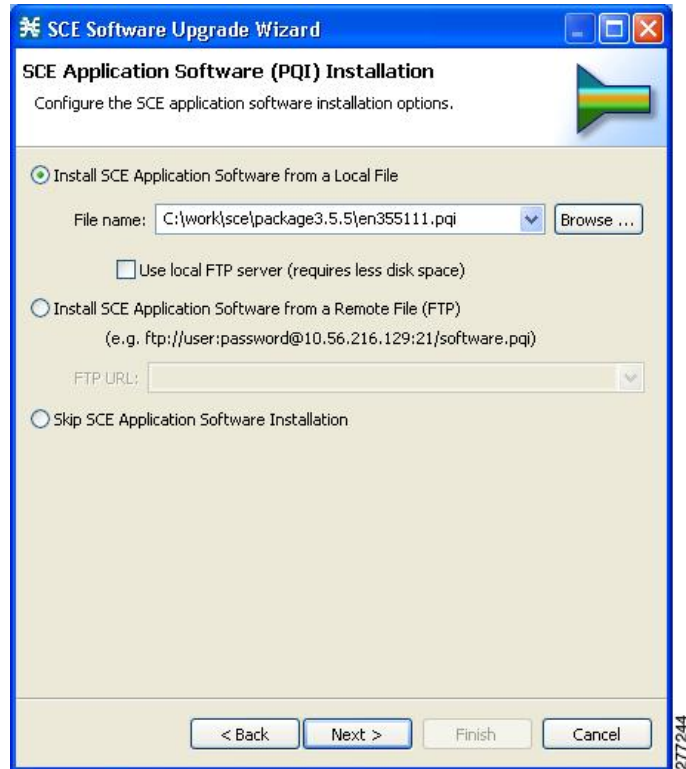 SCE Software Upgrade Wizard
SCE Application Software (PQI) Installation
Configure the SCE application software installation options.
Install SCE Application Software from a Local File
File name: C:\work\sce\package3.5.5\en355111.pqi Browse ...
Use local FTP server (requires less disk space)
Install SCE Application Software from a Remote File (FTP)
(e.g. ftp://user:password@10.56.216.129:21/software.pqi)
FTP URL:
Skip SCE Application Software Installation
< Back Next > Finish Cancel
277244